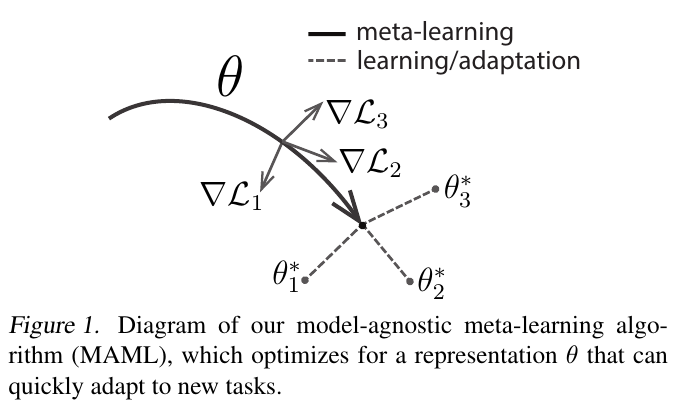 meta-learning
learning/adaptation
θ
∇ℒ₃
∇ℒ₂
∇ℒ₁
θ₃*
θ₁*
θ₂*
Figure 1. Diagram of our model-agnostic meta-learning algo-
rithm (MAML), which optimizes for a representation θ that can
quickly adapt to new tasks.